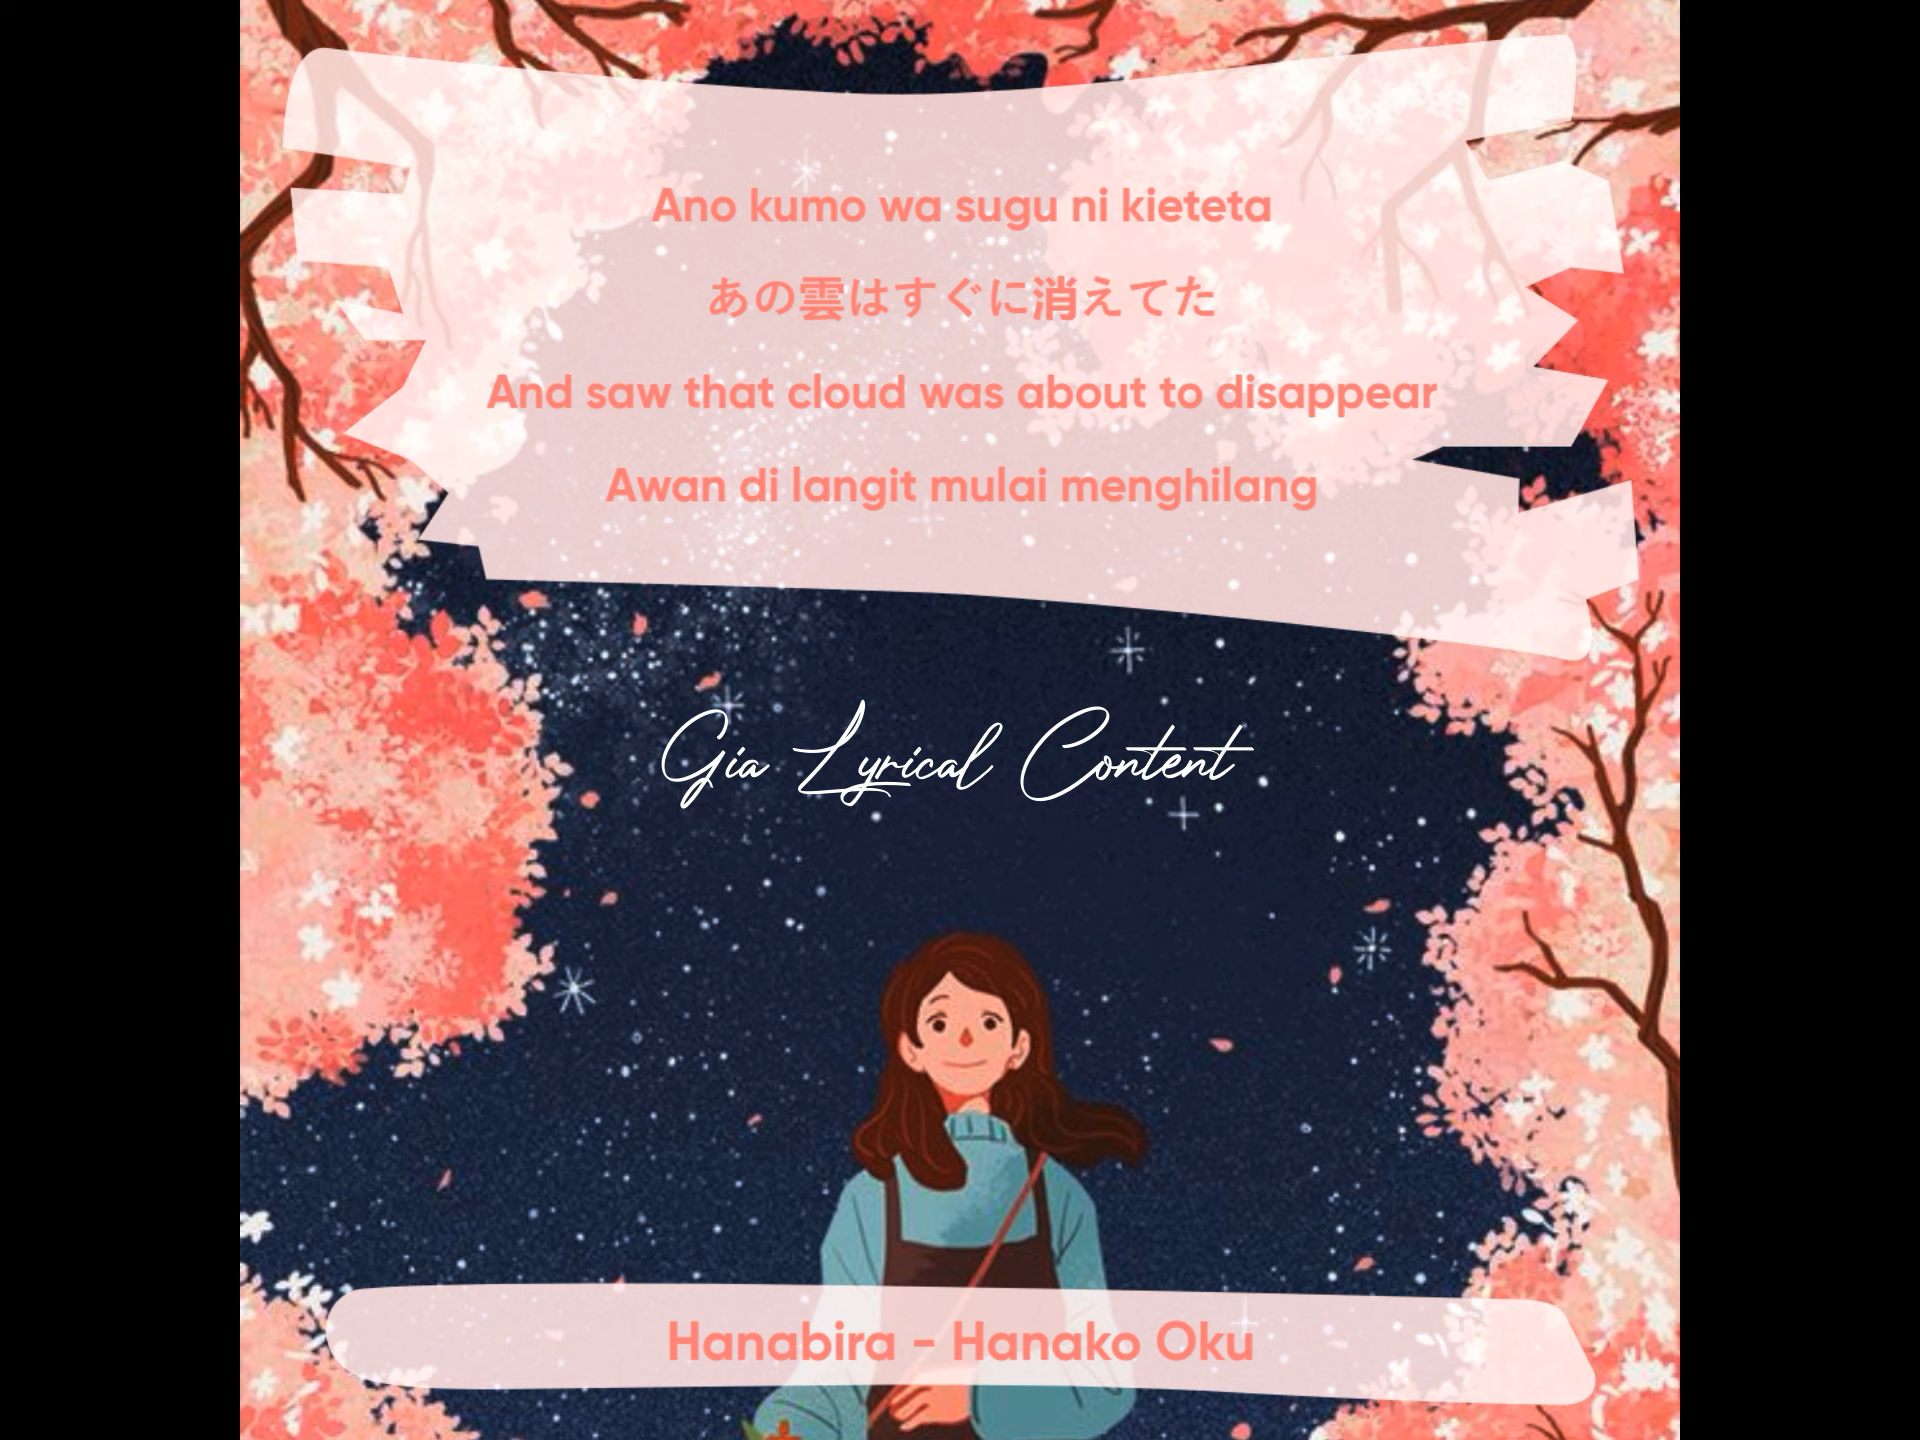 Ano kumo wa sugu ni kieteta
あの雲はすぐに消えてた
And saw that cloud was about to disappear
Awan di langit mulai menghilang
Gia Lyrical Content
Hanabira - Hanako Oku